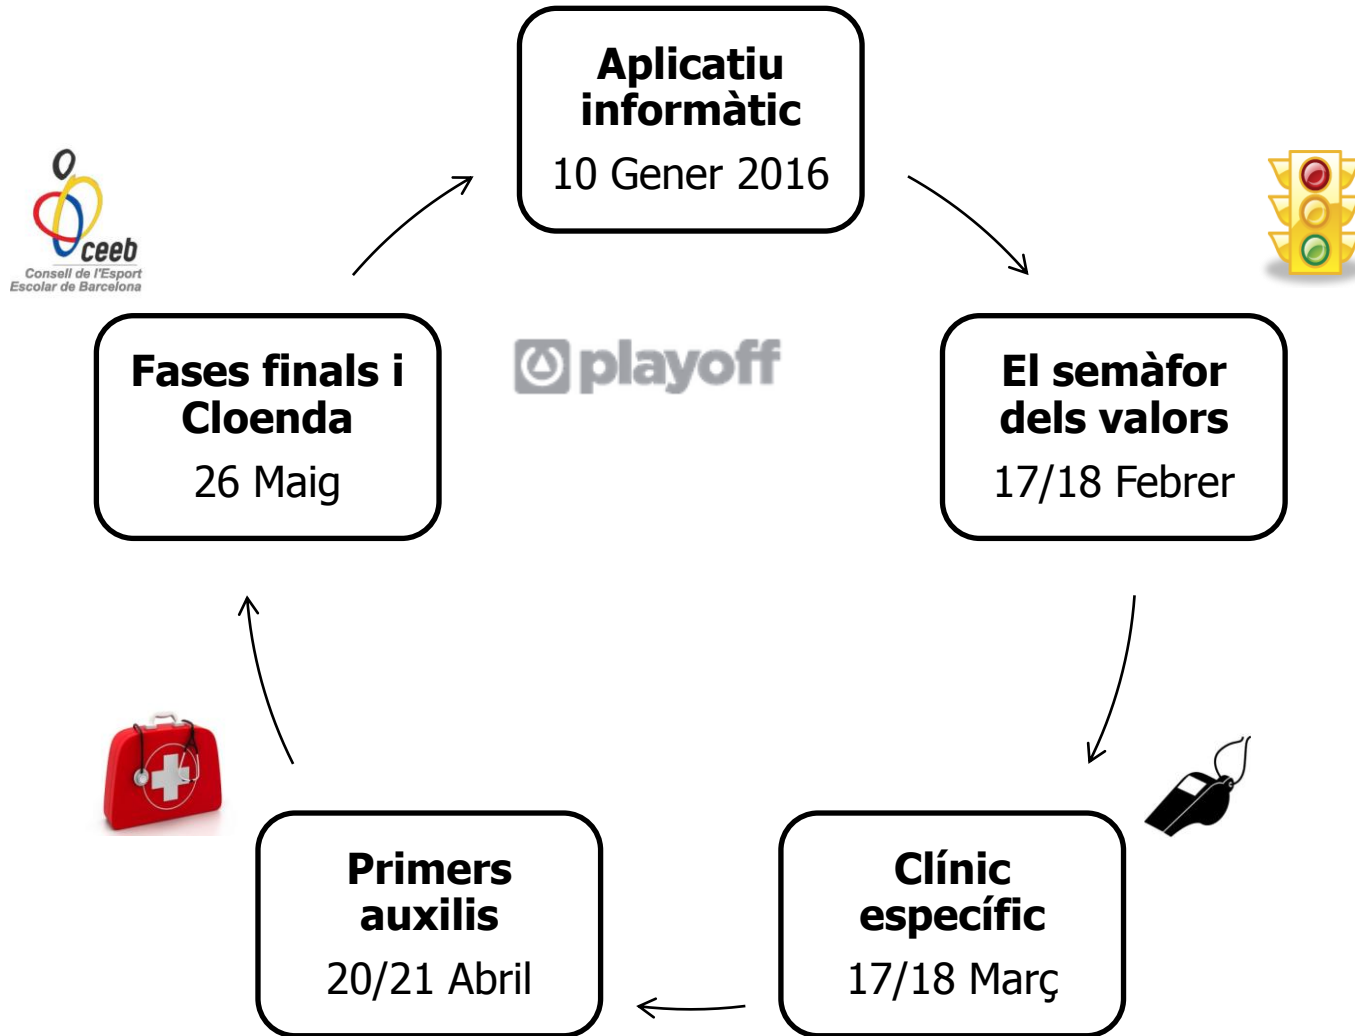 Aplicatiu
informàtic
10 Gener 2016
ceeb
Consell de l'Esport
Escolar de Barcelona
Fases finals i
Cloenda
26 Maig
playoff
El semàfor
dels valors
17/18 Febrer
Primers
auxilis
20/21 Abril
Clínic
específic
17/18 Març